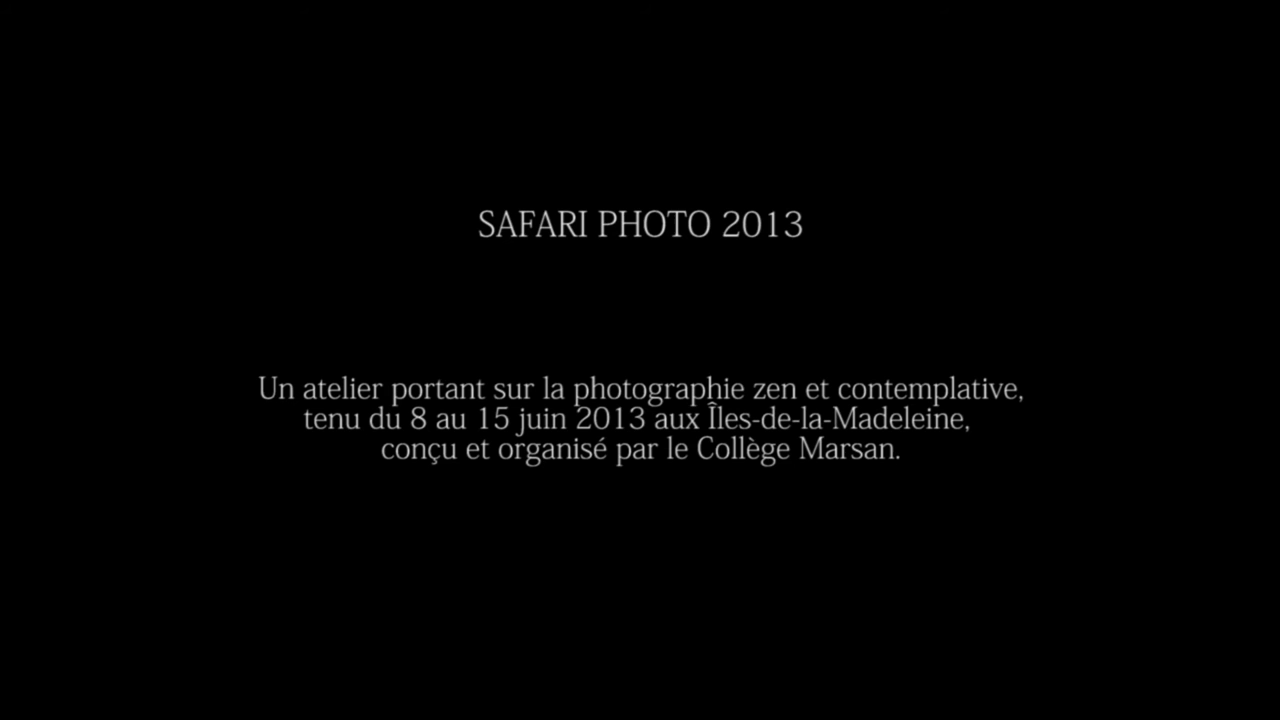 SAFARI PHOTO 2013
Un atelier portant sur la photographie zen et contemplative,
tenu du 8 au 15 juin 2013 aux Îles-de-la-Madeleine,
conçu et organisé par le Collège Marsan.